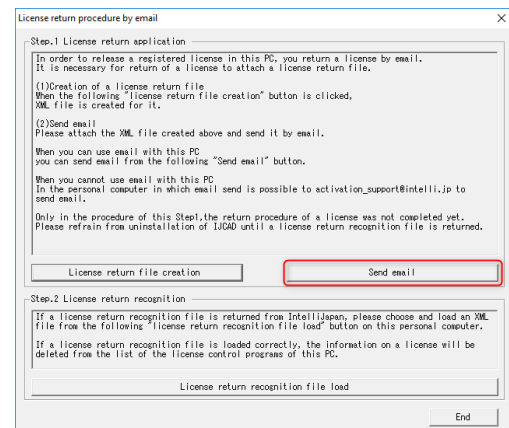 License return procedure by email
Step.1 License return application
In order to release a registered license in this PC, you return a license by email.
It is necessary for return of a license to attach a license return file.
(1)Creation of a license return file
When the following "license return file creation" button is clicked,
XML file is created for it.
(2)Send email
Please attach the XML file created above and send it by email.
When you can use email with this PC
you can send email from the following "Send email" button.
When you cannot use email with this PC
In the personal computer in which email send is possible to activation_support@intelli.jp to
send email.
Only in the procedure of this Step1,the return procedure of a license was not completed yet.
Please refrain from uninstallation of IJCAD until a license return recognition file is returned.
License return file creation
Send email
Step.2 License return recognition
If a license return recognition file is returned from IntelliJapan, please choose and load an XML
file from the following "license return recognition file load" button on this personal computer.
If a license return recognition file is loaded correctly, the information on a license will be
deleted from the list of the license control programs of this PC.
License return recognition file load
End